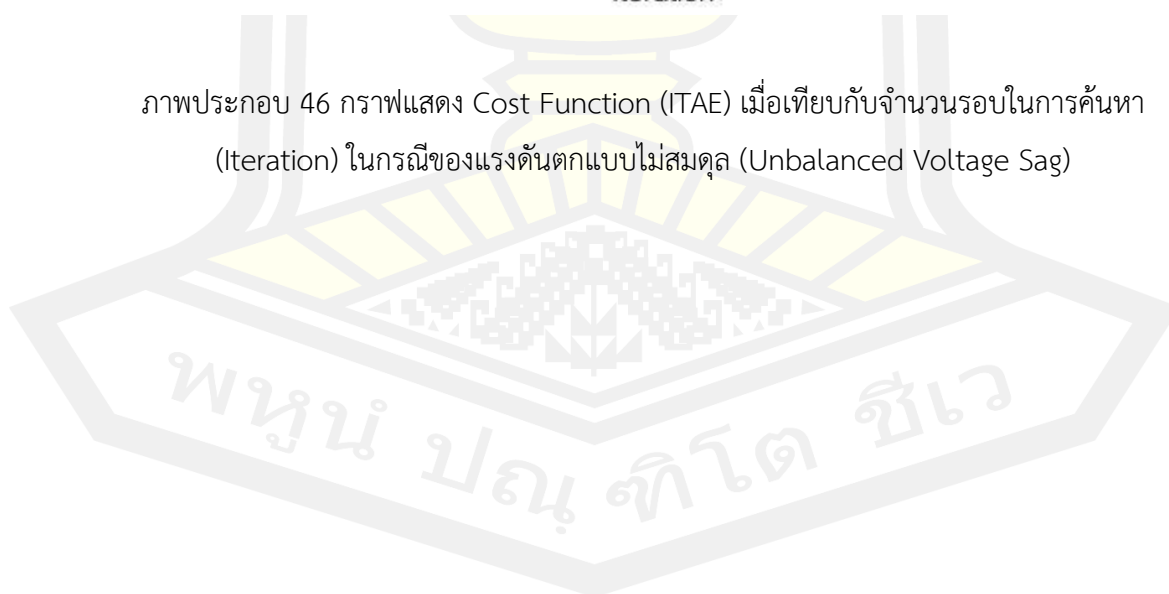 ภาพประกอบ 46 กราฟแสดง Cost Function (ITAE) เมื่อเทียบกับจำนวนรอบในการค้นหา
(Iteration) ในกรณีของแรงดันตกแบบไม่สมดุล (Unbalanced Voltage Sag)
พหูนํ ปณฺฑิโต ชีเว